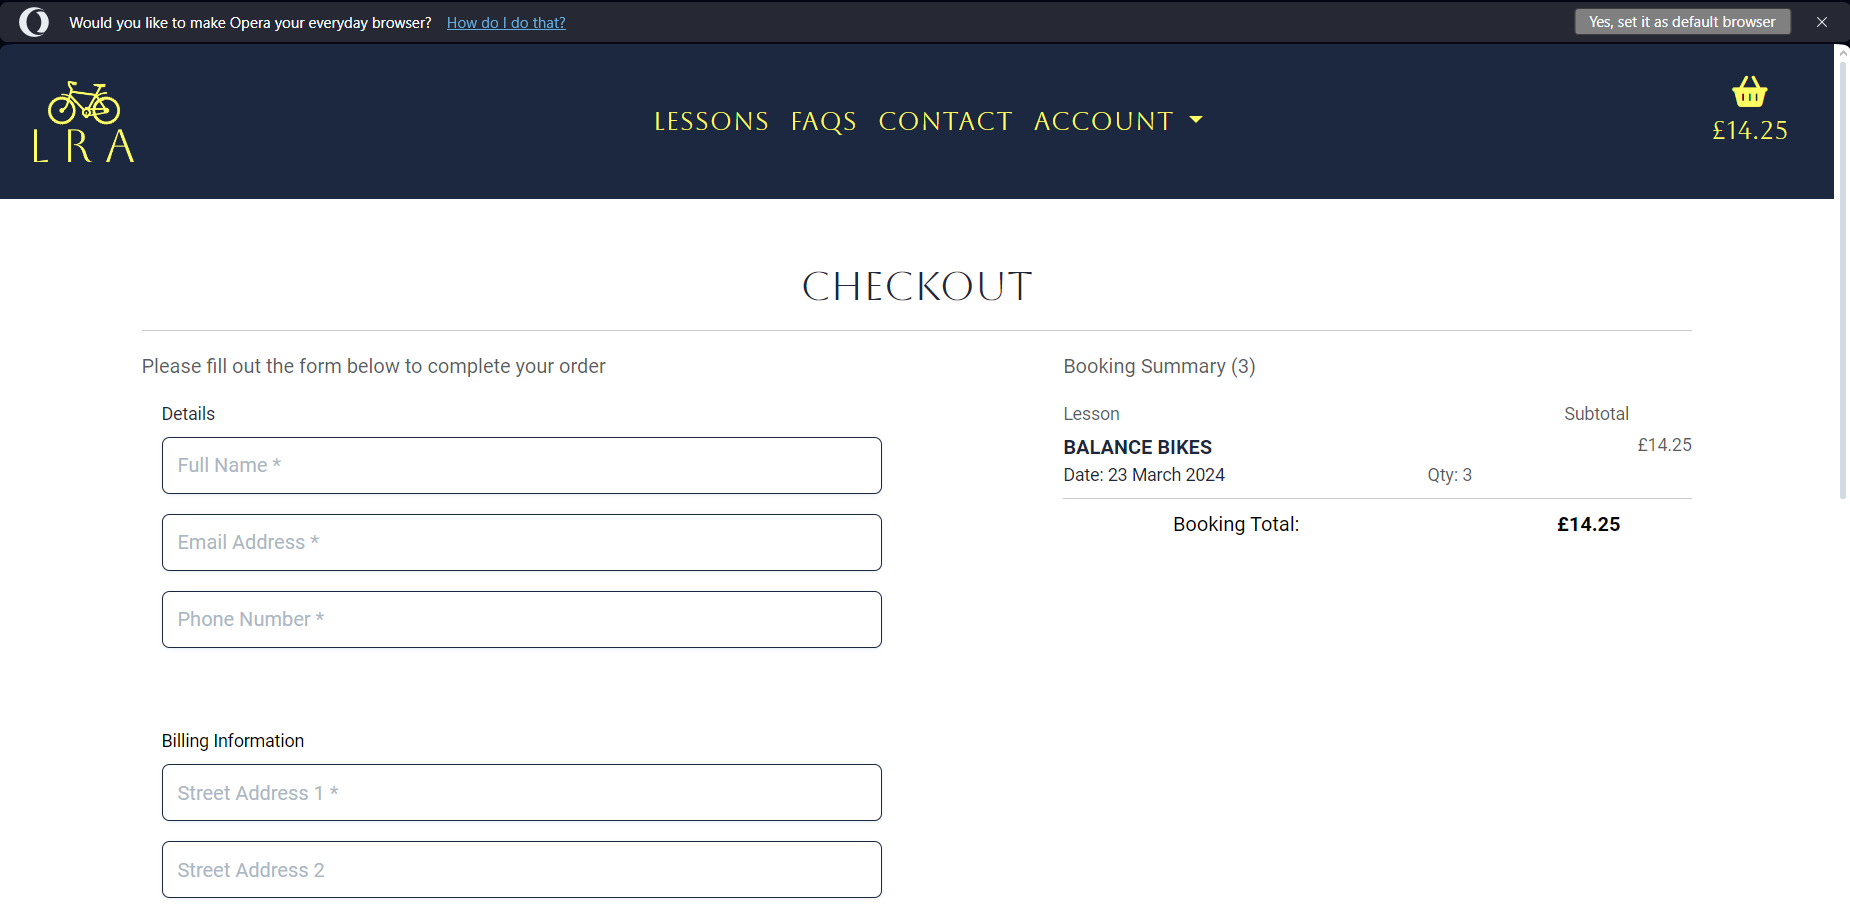 Would you like to make Opera your everyday browser? How do I do that? Yes, set it as default browser
LRA
LESSONS FAQS CONTACT ACCOUNT
£14.25
CHECKOUT
Please fill out the form below to complete your order
Details
Full Name *
Email Address *
Phone Number *
Billing Information
Street Address 1 *
Street Address 2
Booking Summary (3)
Lesson Subtotal
BALANCE BIKES £14.25
Date: 23 March 2024 Qty: 3
Booking Total: £14.25